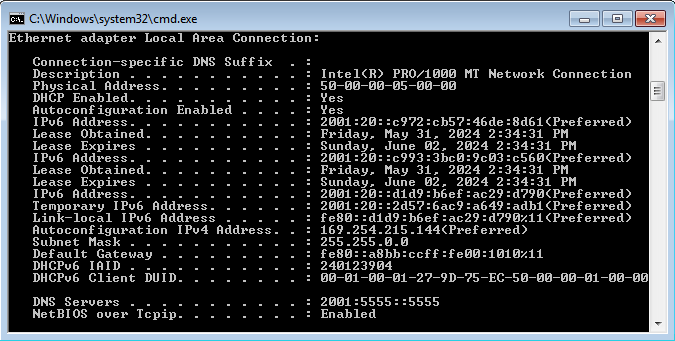 C:\Windows\system32\cmd.exe
C:\.
Ethernet adapter Local Area Connection:
Connection-specific DNS Suffix  . :
Description . . . . . . . . . . . : Intel(R) PRO/1000 MT Network Connection
Physical Address. . . . . . . . . : 50-00-00-05-00-00
DHCP Enabled. . . . . . . . . . . : Yes
Autoconfiguration Enabled . . . . : Yes
IPv6 Address. . . . . . . . . . . : 2001:20::c972:cb57:46de:8d61(Preferred)
Lease Obtained. . . . . . . . . . : Friday, May 31, 2024 2:34:31 PM
Lease Expires . . . . . . . . . . : Sunday, June 02, 2024 2:34:31 PM
IPv6 Address. . . . . . . . . . . : 2001:20::c993:3bc0:9c03:c560(Preferred)
Lease Obtained. . . . . . . . . . : Friday, May 31, 2024 2:34:31 PM
Lease Expires . . . . . . . . . . : Sunday, June 02, 2024 2:34:31 PM
IPv6 Address. . . . . . . . . . . : 2001:20::d1d9:b6ef:ac29:d790(Preferred)
Temporary IPv6 Address. . . . . . : 2001:20::2d57:6ac9:a649:adb1(Preferred)
Link-local IPv6 Address . . . . . : fe80::d1d9:b6ef:ac29:d790%11(Preferred)
Autoconfiguration IPv4 Address. . : 169.254.215.144(Preferred)
Subnet Mask . . . . . . . . . . . : 255.255.0.0
Default Gateway . . . . . . . . . : fe80::a8bb:ccff:fe00:1010%11
DHCPv6 IAID . . . . . . . . . . . : 240123904
DHCPv6 Client DUID. . . . . . . . : 00-01-00-01-27-9D-75-EC-50-00-00-01-00-00
DNS Servers . . . . . . . . . . . : 2001:5555::5555
NetBIOS over Tcpip. . . . . . . . : Enabled